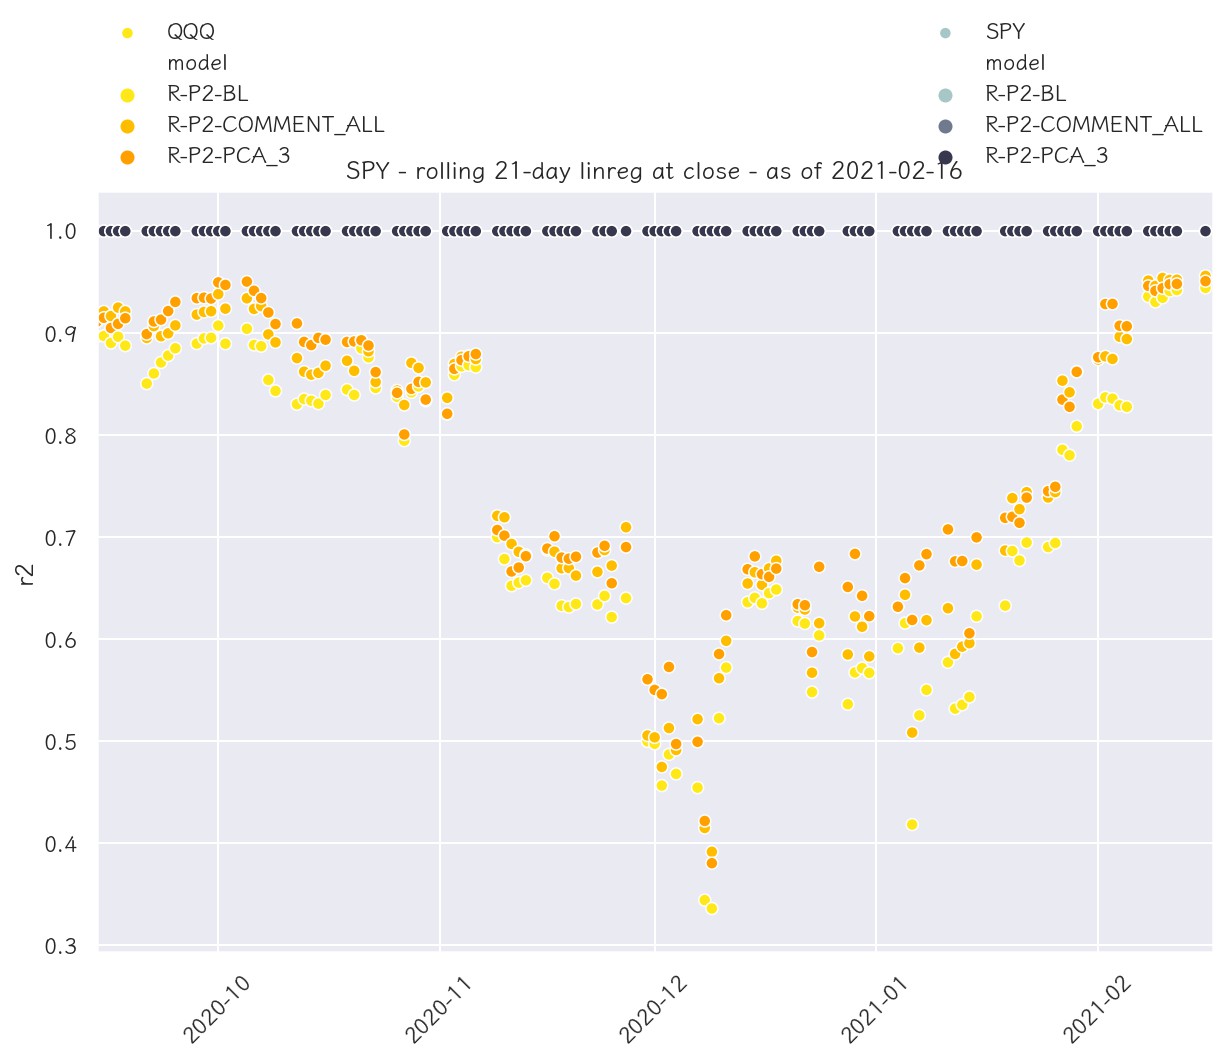 QQQ
model
R-P2-BL
R-P2-COMMENT_ALL
R-P2-PCA_3
SPY
model
R-P2-BL
R-P2-COMMENT_ALL
R-P2-PCA_3
SPY - rolling 21-day linreg at close - as of 2021-02-16
1.0
0.9
0.8
0.7
0.6
0.5
0.4
0.3
r2
2020-10
2020-11
2020-12
2021-01
2021-02